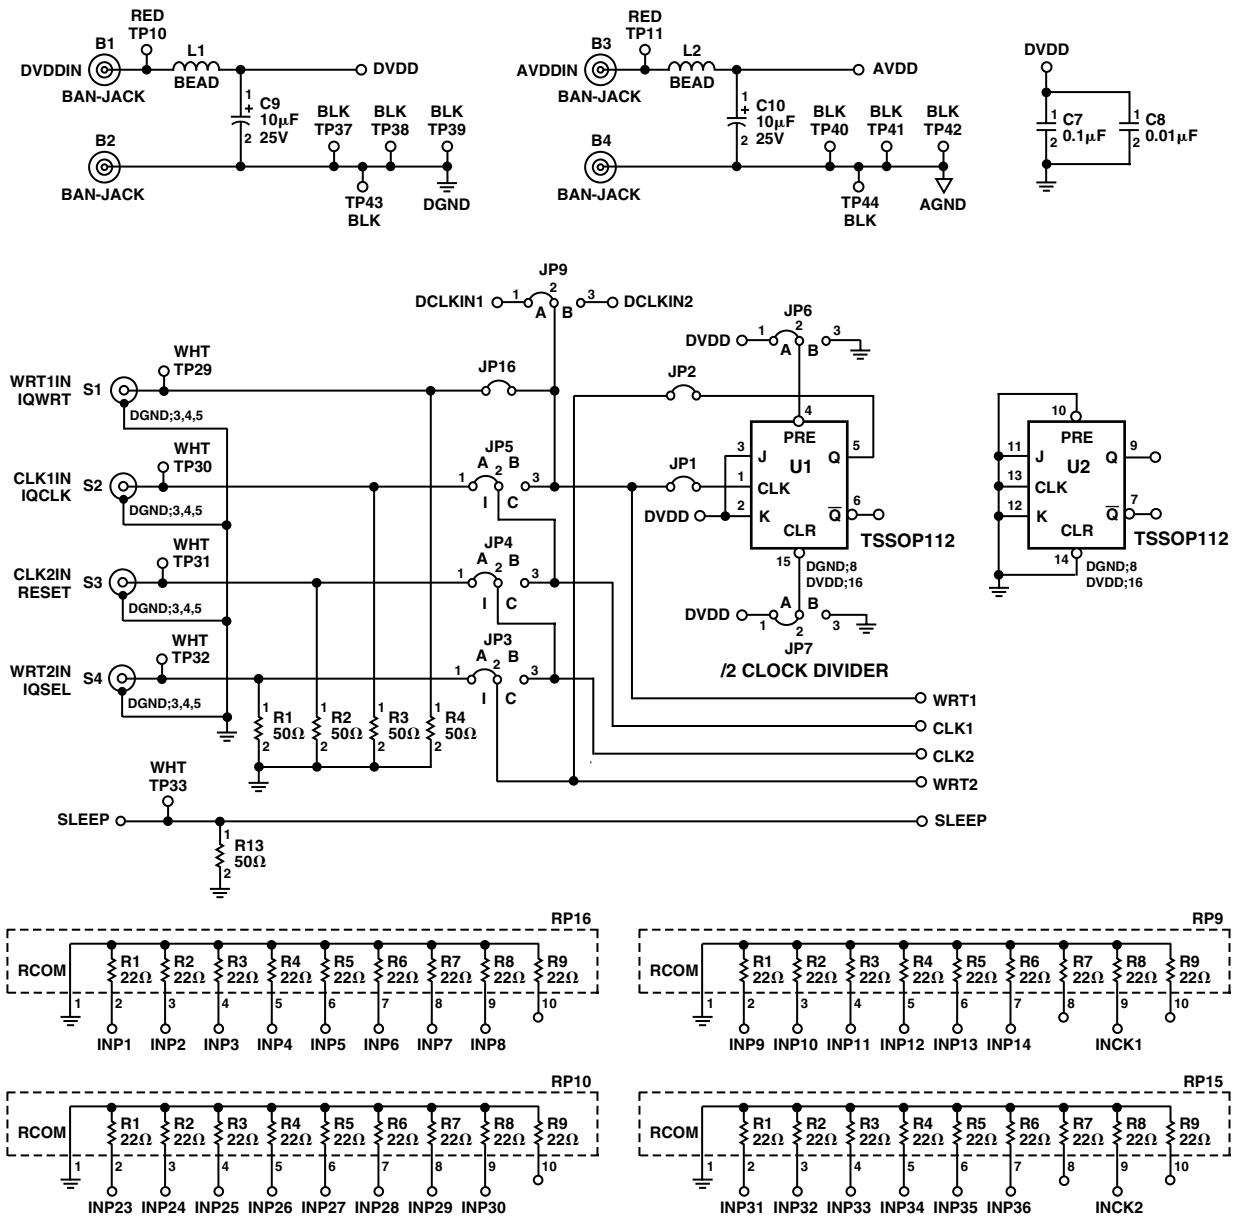 RED
TP10
B1
L1
DVDDIN
DVDD
BAN-JACK
BEAD
1
+
C9
10μF
25V
2
BLK
TP37
BLK
TP38
BLK
TP39
B2
BAN-JACK
TP43
BLK
DGND
RED
TP11
B3
L2
AVDDIN
AVDD
BAN-JACK
BEAD
1
+
C10
10μF
25V
2
BLK
TP40
BLK
TP41
BLK
TP42
B4
BAN-JACK
TP44
BLK
AGND
DVDD
1
C7
0.1μF
2
1
C8
0.01μF
2
JP9
DCLKIN1
1
2
3
DCLKIN2
A
B
JP6
DVDD
1
2
3
A
B
WRT1IN
IQWRT
S1
WHT
TP29
DGND;3,4,5
JP16
JP2
CLK1IN
IQCLK
S2
WHT
TP30
DGND;3,4,5
JP5
A
B
1
2
3
I
C
JP1
CLK2IN
RESET
S3
WHT
TP31
DGND;3,4,5
JP4
A
B
1
2
3
I
C
WRT2IN
IQSEL
S4
WHT
TP32
DGND;3,4,5
JP3
A
B
1
2
3
I
C
4
PRE
3
J
U1
Q
5
1
CLK
6
DVDD
2
K
Q
CLR
TSSOP112
15
DGND;8
DVDD;16
DVDD
1
A
B
2
3
JP7
/2 CLOCK DIVIDER
10
PRE
11
J
U2
Q
9
13
CLK
12
K
Q
7
CLR
TSSOP112
14
DGND;8
DVDD;16
1
R1
50Ω
2
1
R2
50Ω
2
1
R3
50Ω
2
1
R4
50Ω
2
WRT1
CLK1
CLK2
WRT2
WHT
TP33
SLEEP
SLEEP
1
R13
50Ω
2
RP16
RCOM
R1 R2 R3 R4 R5 R6 R7 R8 R9
22Ω 22Ω 22Ω 22Ω 22Ω 22Ω 22Ω 22Ω 22Ω
1 2 3 4 5 6 7 8 9 10
INP1 INP2 INP3 INP4 INP5 INP6 INP7 INP8
RP9
RCOM
R1 R2 R3 R4 R5 R6 R7 R8 R9
22Ω 22Ω 22Ω 22Ω 22Ω 22Ω 22Ω 22Ω 22Ω
1 2 3 4 5 6 7 8 9 10
INP9 INP10 INP11 INP12 INP13 INP14 INCK1
RP10
RCOM
R1 R2 R3 R4 R5 R6 R7 R8 R9
22Ω 22Ω 22Ω 22Ω 22Ω 22Ω 22Ω 22Ω 22Ω
1 2 3 4 5 6 7 8 9 10
INP23 INP24 INP25 INP26 INP27 INP28 INP29 INP30
RP15
RCOM
R1 R2 R3 R4 R5 R6 R7 R8 R9
22Ω 22Ω 22Ω 22Ω 22Ω 22Ω 22Ω 22Ω 22Ω
1 2 3 4 5 6 7 8 9 10
INP31 INP32 INP33 INP34 INP35 INP36 INCK2